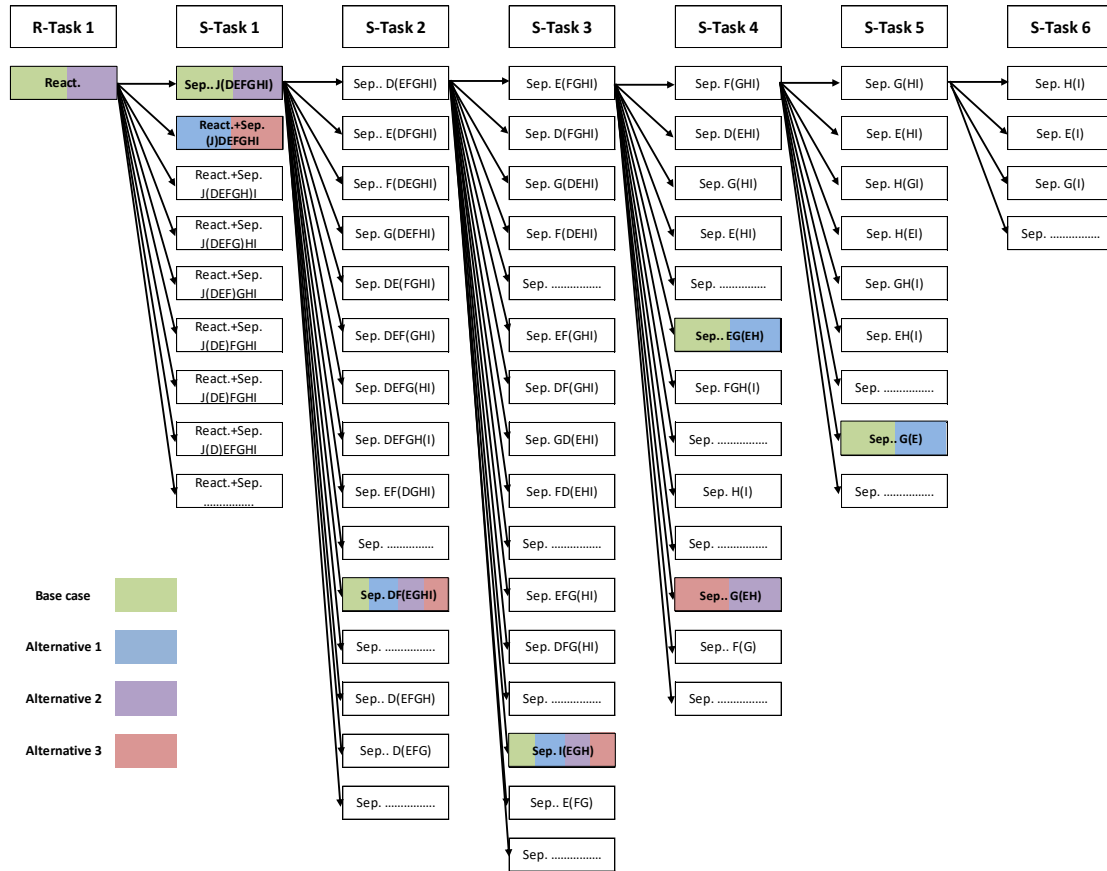 R-Task 1
S-Task 1
S-Task 2
S-Task 3
S-Task 4
S-Task 5
S-Task 6
React.
Sep.. J(DEFGHI)
Sep. D(EFGHI)
Sep. E(FGHI)
Sep. F(GHI)
Sep. G(HI)
Sep. H(I)
React.+Sep.
(J)DEFGHI
Sep. E(DFGHI)
Sep. D(FGHI)
Sep. D(EHI)
Sep. E(HI)
Sep. E(I)
React.+Sep.
J(DEFGH)I
Sep. F(DEGHI)
Sep. G(DEHI)
Sep. G(HI)
Sep. H(GI)
Sep. G(I)
React.+Sep.
J(DEFG)HI
Sep. G(DEFHI)
Sep. F(DEHI)
Sep. E(HI)
Sep. H(EI)
Sep. ................
React.+Sep.
J(DEF)GHI
Sep. DE(FGHI)
Sep. ................
Sep. ................
Sep. GH(I)
React.+Sep.
J(DE)FGHI
Sep. DEF(GHI)
Sep. EF(GHI)
Sep.. EG(EH)
Sep. EH(I)
React.+Sep.
J(DE)FGHI
Sep. DEFG(HI)
Sep. DF(GHI)
Sep. FGH(I)
Sep. ................
React.+Sep.
J(D)EFGHI
Sep. DEFGH(I)
Sep. GD(EHI)
Sep. ................
Sep.. G(E)
React.+Sep.
................
Sep. EF(DGHI)
Sep. FD(EHI)
Sep. H(I)
Sep. ................
Sep. ................
Sep. ................
Sep. ................
Base case
Sep. DF(EGHI)
Sep. EFG(HI)
Sep.. G(EH)
Alternative 1
Sep. ................
Sep. DFG(HI)
Sep.. F(G)
Alternative 2
Sep.. D(EFGH)
Sep. ................
Sep. ................
Alternative 3
Sep.. D(EFG)
Sep. I(EGH)
Sep. ................
Sep.. E(FG)
Sep. ................